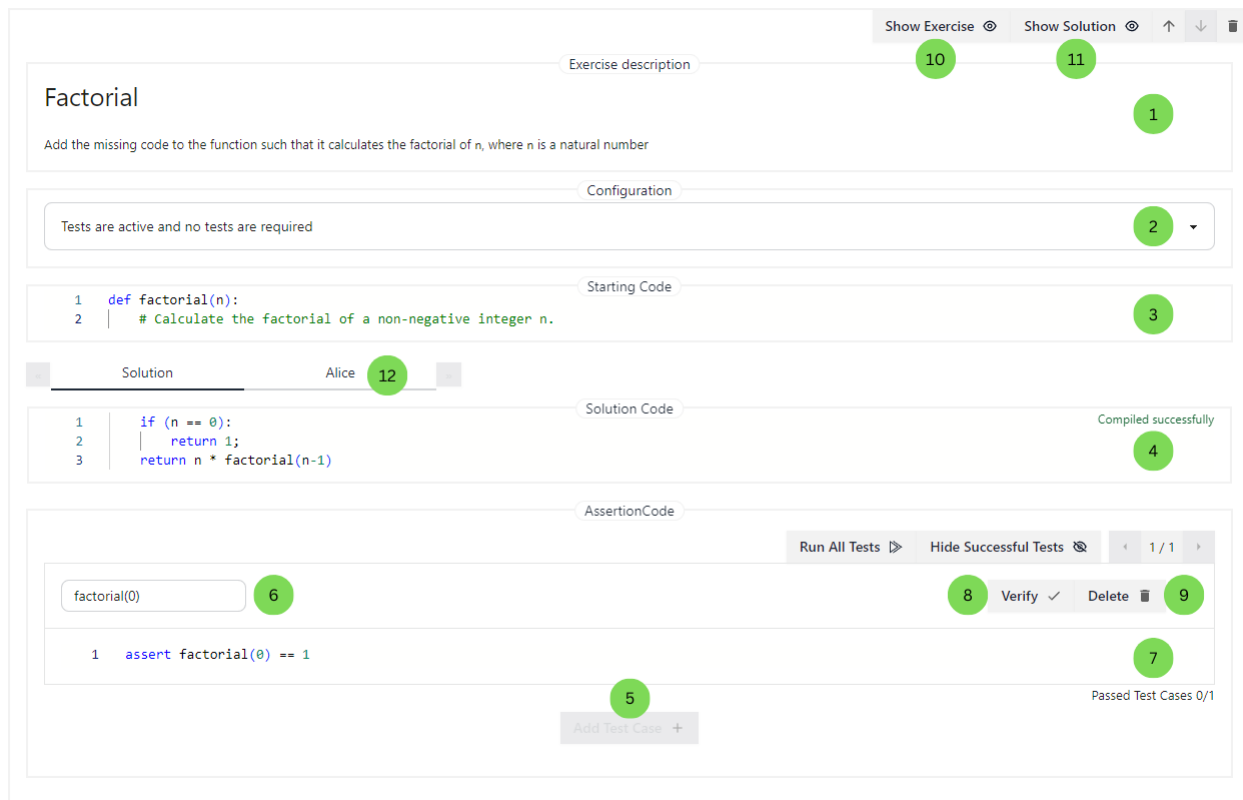 Show Exercise
Show Solution
10
11
Exercise description
Factorial
1
Add the missing code to the function such that it calculates the factorial of n, where n is a natural number
Configuration
Tests are active and no tests are required
2
Starting Code
1 def factorial(n):
2 # Calculate the factorial of a non-negative integer n.
3
Solution
Alice
12
Solution Code
Compiled successfully
1 if (n == 0):
2 return 1;
3 return n * factorial(n-1)
4
AssertionCode
Run All Tests
Hide Successful Tests
1 / 1
factorial(0)
6
8
Verify
Delete
9
1 assert factorial(0) == 1
7
Passed Test Cases 0/1
5
Add Test Case +